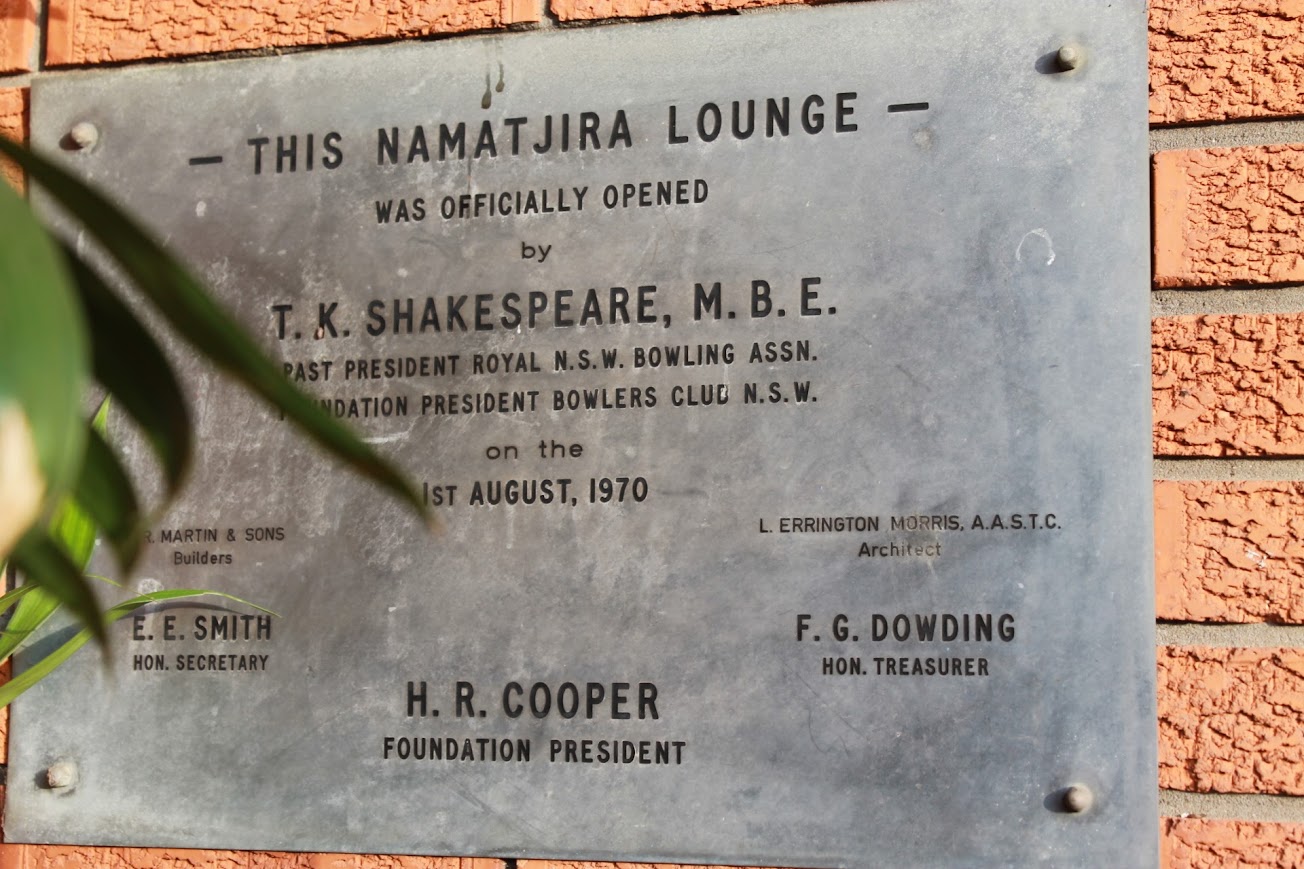 — THIS NAMATJIRA LOUNGE —
WAS OFFICIALLY OPENED
by
T. K. SHAKESPEARE, M. B. E.
PAST PRESIDENT ROYAL N.S.W. BOWLING ASSN.
FOUNDATION PRESIDENT BOWLERS CLUB N.S.W.
on the
1ST AUGUST, 1970
R. MARTIN & SONS
Builders
L. ERRINGTON MORRIS, A.A.S.T.C.
Architect
E. E. SMITH
HON. SECRETARY
F. G. DOWDING
HON. TREASURER
H. R. COOPER
FOUNDATION PRESIDENT